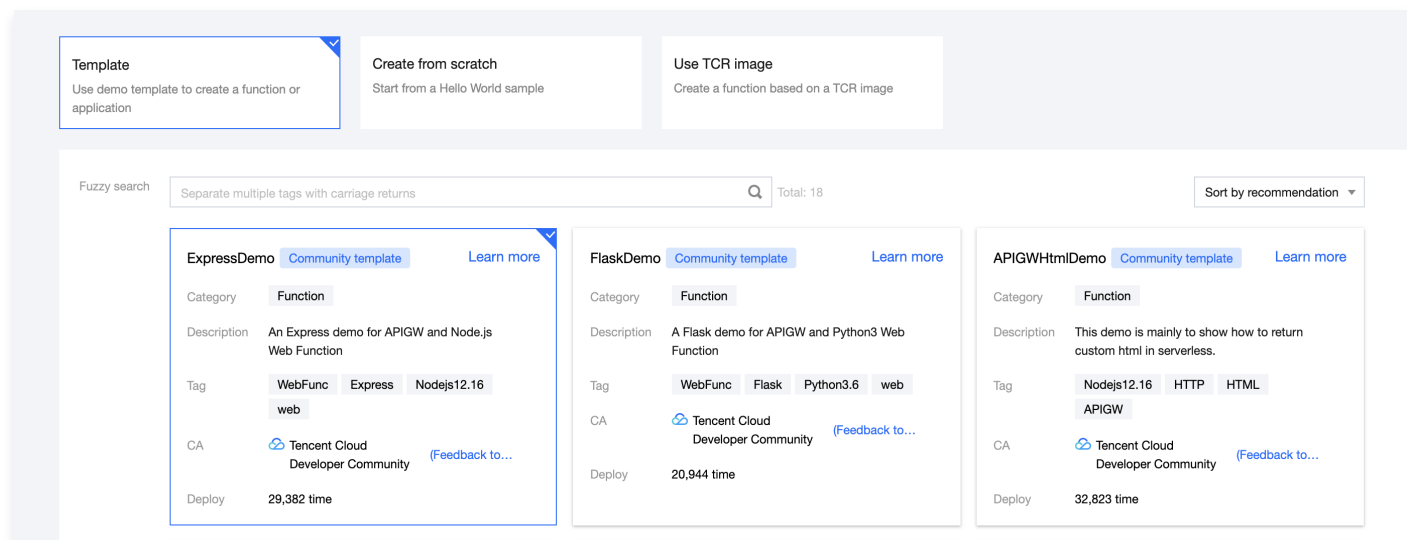 Template
Use demo template to create a function or
application
Create from scratch
Start from a Hello World sample
Use TCR image
Create a function based on a TCR image
Fuzzy search
Separate multiple tags with carriage returns
Total: 18
Sort by recommendation
ExpressDemo Community template Learn more
Category Function
Description An Express demo for APIGW and Node.js
Web Function
Tag WebFunc Express Nodejs12.16
web
CA Tencent Cloud
Developer Community (Feedback to...
Deploy 29,382 time
FlaskDemo Community template Learn more
Category Function
Description A Flask demo for APIGW and Python3 Web
Function
Tag WebFunc Flask Python3.6 web
CA Tencent Cloud
Developer Community (Feedback to...
Deploy 20,944 time
APIGWHtmlDemo Community template Learn more
Category Function
Description This demo is mainly to show how to return
custom html in serverless.
Tag Nodejs12.16 HTTP HTML
APIGW
CA Tencent Cloud
Developer Community (Feedback to...
Deploy 32,823 time